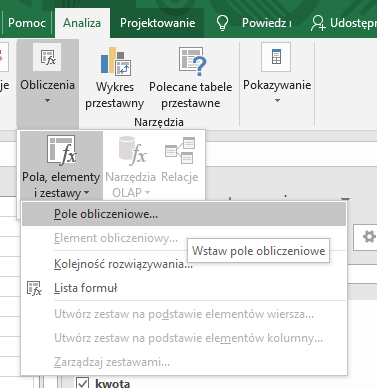 Pomoc Analiza Projektowanie Powiedz Udostęp
je Obliczenia Wykres przestawny Polecane tabele przestawne Pokazywanie
Narzędzia
Pola, elementy i zestawy Narzędzia OLAP Relacje
Pole obliczeniowe...
Element obliczeniowy...
Wstaw pole obliczeniowe
Kolejność rozwiązywania...
Lista formuł
Utwórz zestaw na podstawie elementów wiersza...
Utwórz zestaw na podstawie elementów kolumny...
Zarządzaj zestawami...
kwota